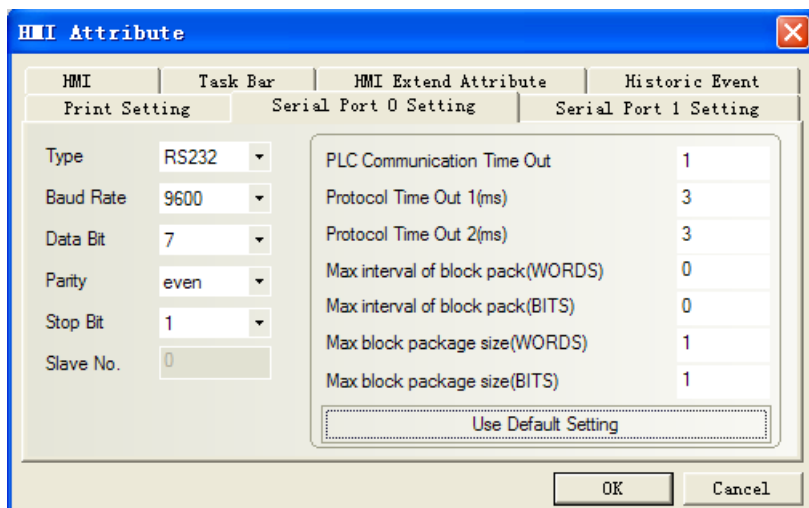 HMI Attribute
HMI Task Bar HMI Extend Attribute Historic Event
Print Setting Serial Port 0 Setting Serial Port 1 Setting
Type RS232
Baud Rate 9600
Data Bit 7
Parity even
Stop Bit 1
Slave No. 0
PLC Communication Time Out 1
Protocol Time Out 1(ms) 3
Protocol Time Out 2(ms) 3
Max interval of block pack(WORDS) 0
Max interval of block pack(BITS) 0
Max block package size(WORDS) 1
Max block package size(BITS) 1
Use Default Setting
OK Cancel